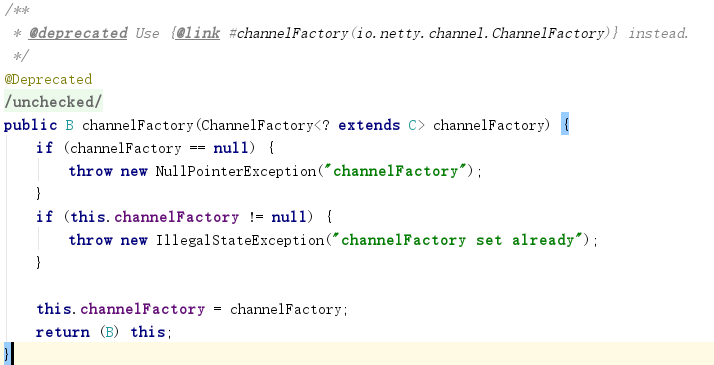 /**
 * @deprecated Use {@link #channelFactory(io.netty.channel.ChannelFactory)} instead.
 */
@Deprecated
/unchecked/
public B channelFactory(ChannelFactory<? extends C> channelFactory) {
    if (channelFactory == null) {
        throw new NullPointerException("channelFactory");
    }
    if (this.channelFactory != null) {
        throw new IllegalStateException("channelFactory set already");
    }

    this.channelFactory = channelFactory;
    return (B) this;
}